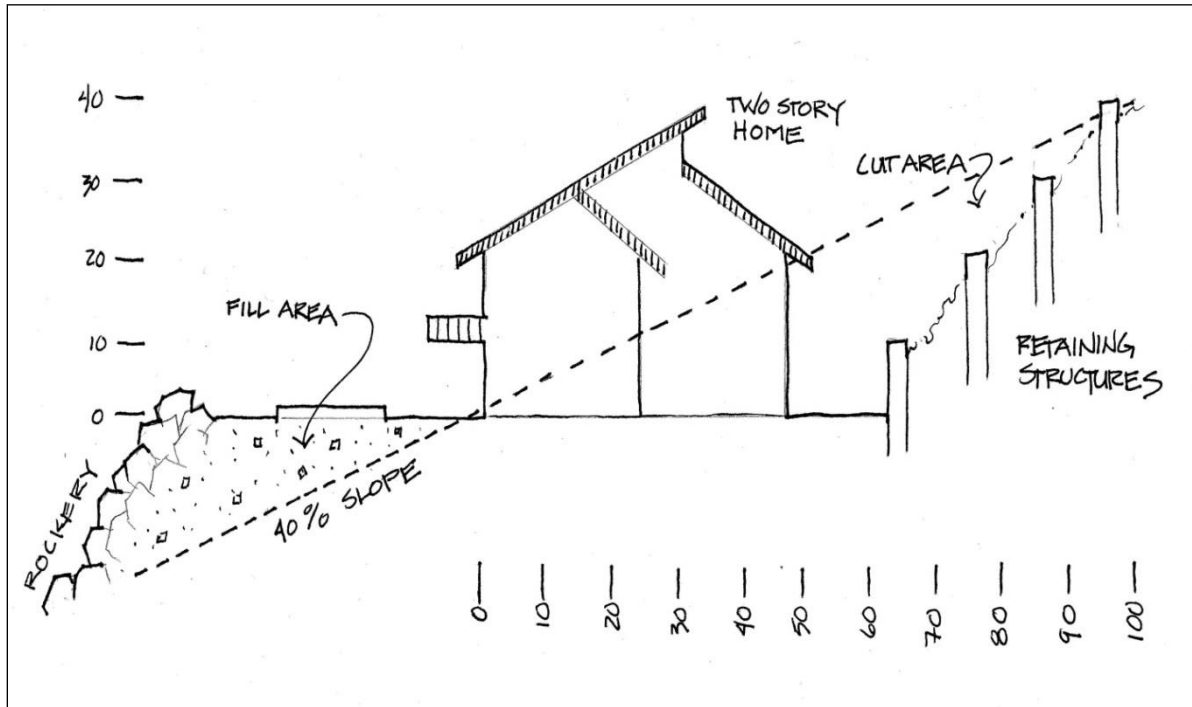 40
30
20
10
0
TWO STORY
HOME
CUT AREA
FILL AREA
RETAINING
STRUCTURES
ROCKERY
40% SLOPE
0
10
20
30
40
50
60
70
80
90
100